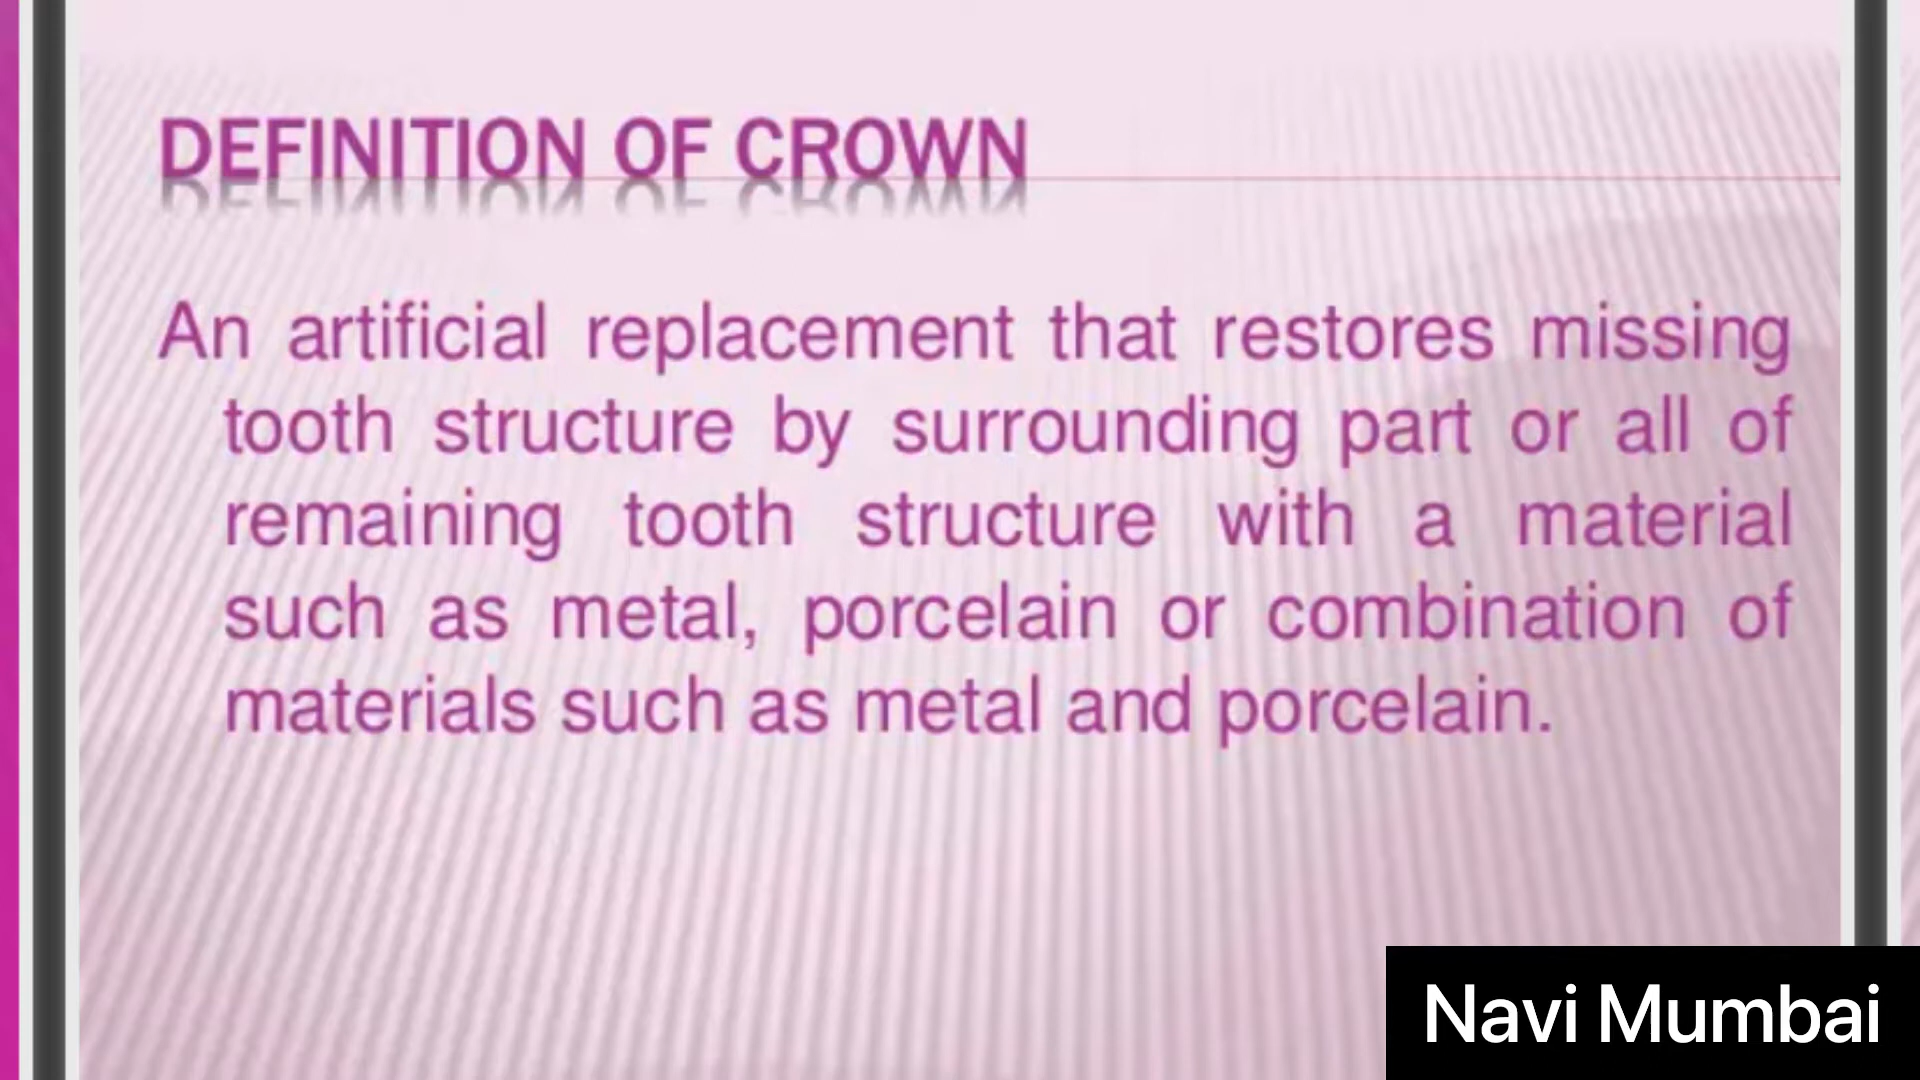 DEFINITION OF CROWN
An artificial replacement that restores missing
tooth structure by surrounding part or all of
remaining tooth structure with a material
such as metal, porcelain or combination of
materials such as metal and porcelain.
Navi Mumbai